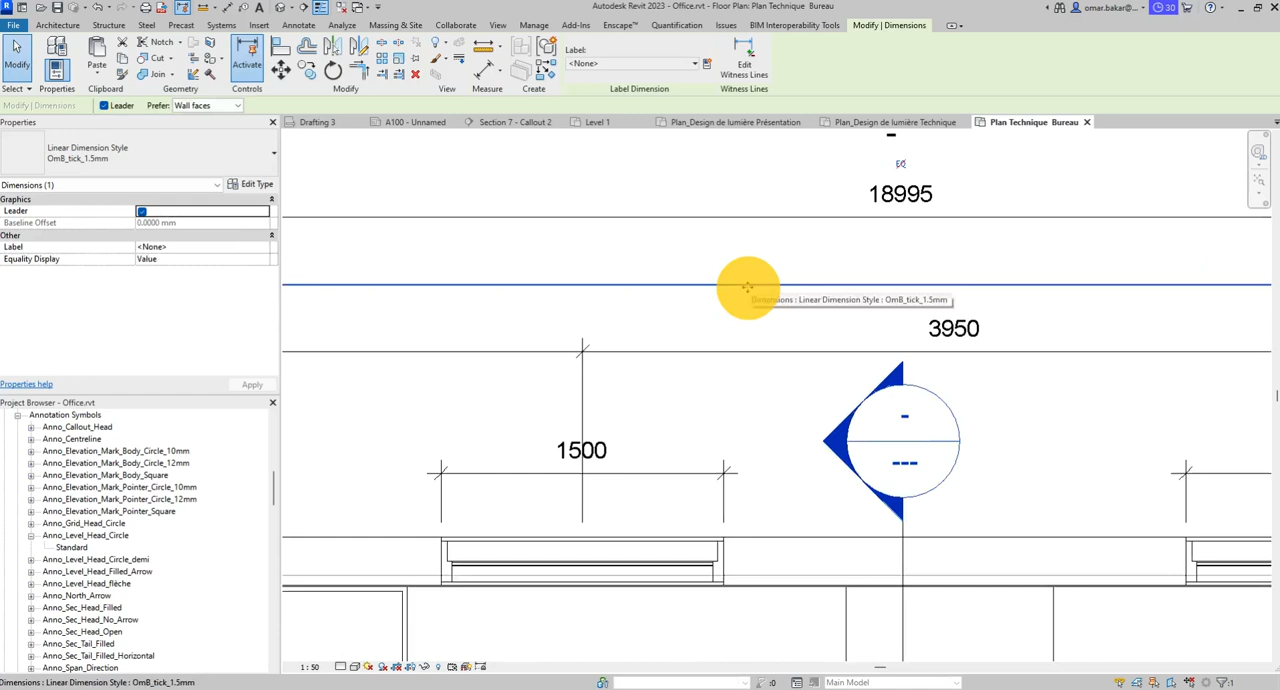 Autodesk Revit 2023 - Office.rvt - Floor Plan: Plan Technique Bureau
omar.bakar@...
30
File Architecture Structure Steel Precast Systems Insert Annotate Analyze Massing & Site Collaborate View Manage Add-Ins Enscape™ Quantification Issues BIM Interoperability Tools Modify | Dimensions
Modify
Paste
Notch
Cut
Join
Activate
Label:
<None>
Edit
Witness Lines
Select Properties Clipboard Geometry Controls Modify View Measure Create Label Dimension Witness Lines
Modify | Dimensions Leader Prefer: Wall faces
Properties
Drafting 3 A100 - Unnamed Section 7 - Callout 2 Level 1 Plan_Design de lumière Présentation Plan_Design de lumière Technique Plan Technique Bureau
Linear Dimension Style
OmB_tick_1.5mm
Dimensions (1) Edit Type
Graphics
Leader
Baseline Offset 0.0000 mm
Other
Label <None>
Equality Display Value
Properties help Apply
EQ
18995
Dimensions : Linear Dimension Style : OmB_tick_1.5mm
3950
1500
-
---
Project Browser - Office.rvt
Annotation Symbols
Anno_Callout_Head
Anno_Centreline
Anno_Elevation_Mark_Body_Circle_10mm
Anno_Elevation_Mark_Body_Circle_12mm
Anno_Elevation_Mark_Body_Square
Anno_Elevation_Mark_Pointer_Circle_10mm
Anno_Elevation_Mark_Pointer_Circle_12mm
Anno_Elevation_Mark_Pointer_Square
Anno_Grid_Head_Circle
Anno_Level_Head_Circle
Standard
Anno_Level_Head_Circle_demi
Anno_Level_Head_Filled_Arrow
Anno_Level_Head_flèche
Anno_North_Arrow
Anno_Sec_Head_Filled
Anno_Sec_Head_No_Arrow
Anno_Sec_Head_Open
Anno_Sec_Tail_Filled
Anno_Sec_Tail_Filled_Horizontal
Anno_Span_Direction
1 : 50
Dimensions : Linear Dimension Style : OmB_tick_1.5mm
:0
Main Model
:1